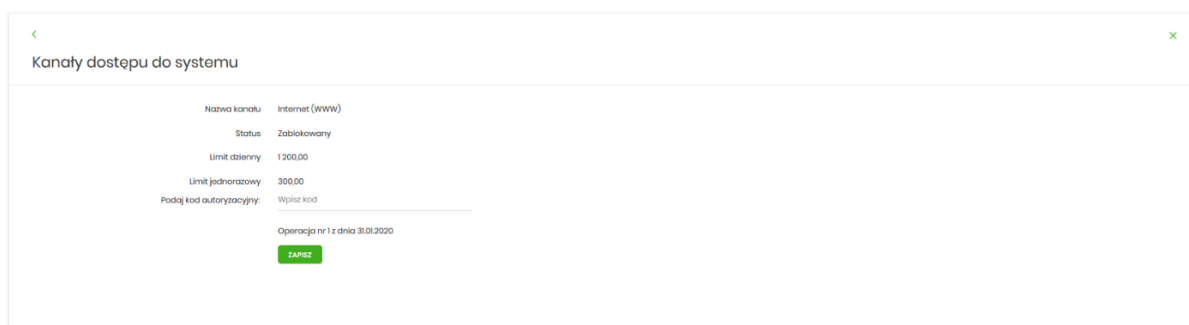 Kanały dostępu do systemu
Nazwa kanału Internet (WWW)
Status Zablokowany
Limit dzienny 1 200,00
Limit jednorazowy 300,00
Podaj kod autoryzacyjny: Wpisz kod
Operacja nr 1 z dnia 31.01.2020
ZAPISZ